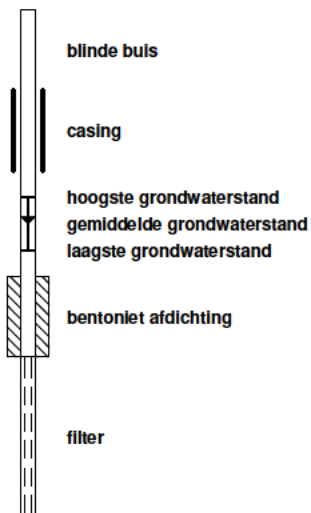 blinde buis
casing
hoogste grondwaterstand
gemiddelde grondwaterstand
laagste grondwaterstand
bentoniet afdichting
filter